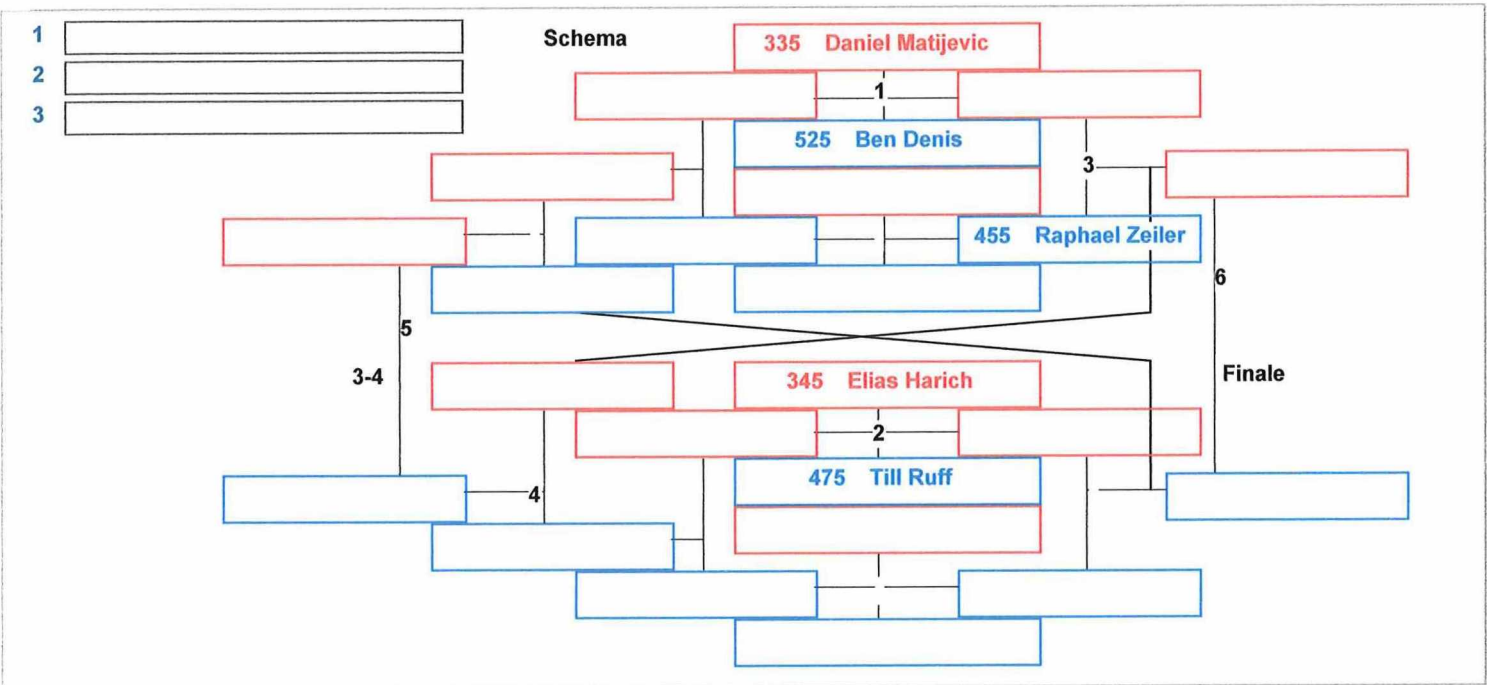 1
2
3
Schema
335 Daniel Matijevic
1
525 Ben Denis
3
455 Raphael Zeiler
6
5
3-4
345 Elias Harich
Finale
2
475 Till Ruff
4